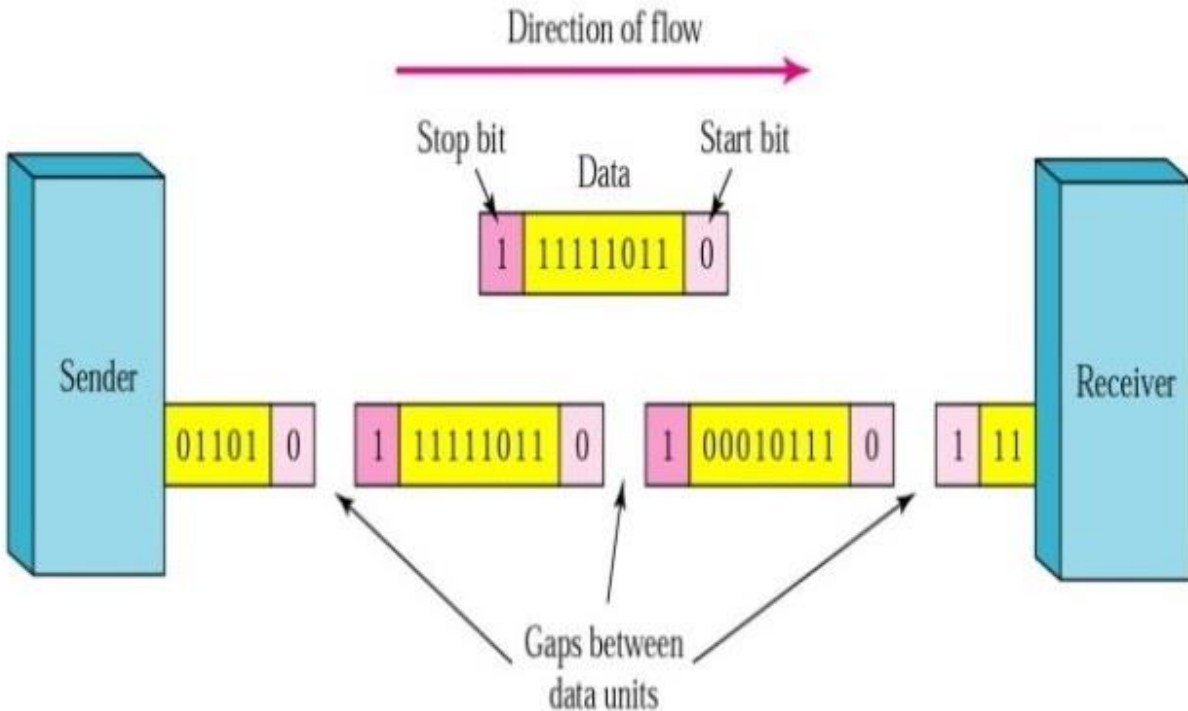 Direction of flow
Stop bit
Start bit
Data
1 11111011 0
Sender
Receiver
01101 0 1 11111011 0 1 00010111 0 1 11
Gaps between
data units